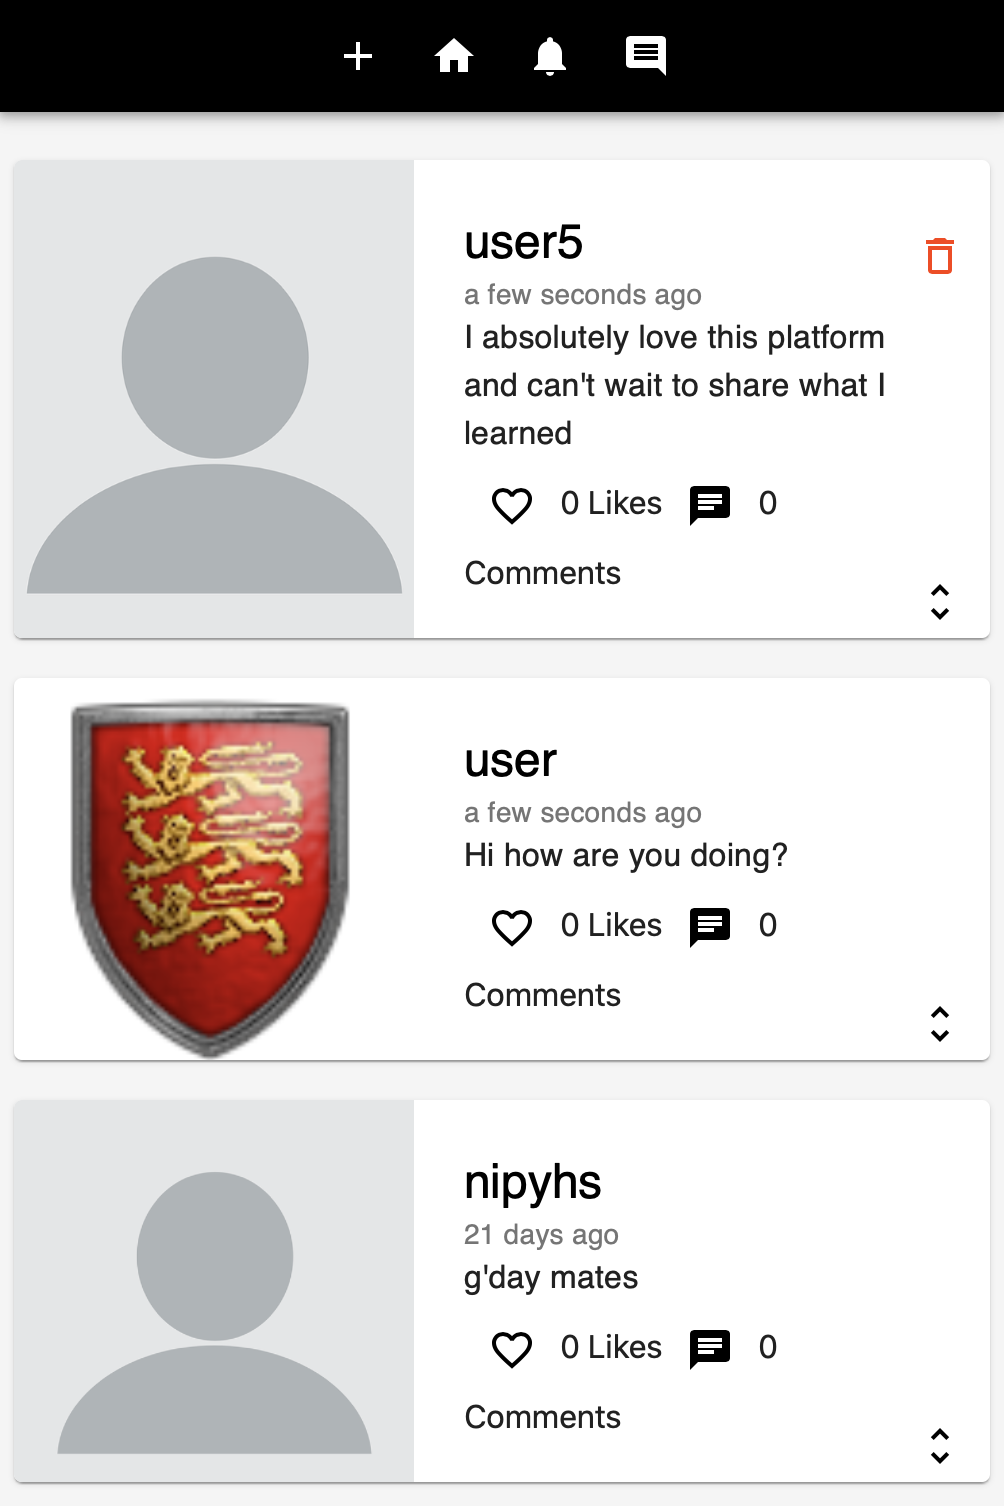 user5
a few seconds ago
I absolutely love this platform
and can't wait to share what I
learned
0 Likes 0
Comments
user
a few seconds ago
Hi how are you doing?
0 Likes 0
Comments
nipyhs
21 days ago
g'day mates
0 Likes 0
Comments